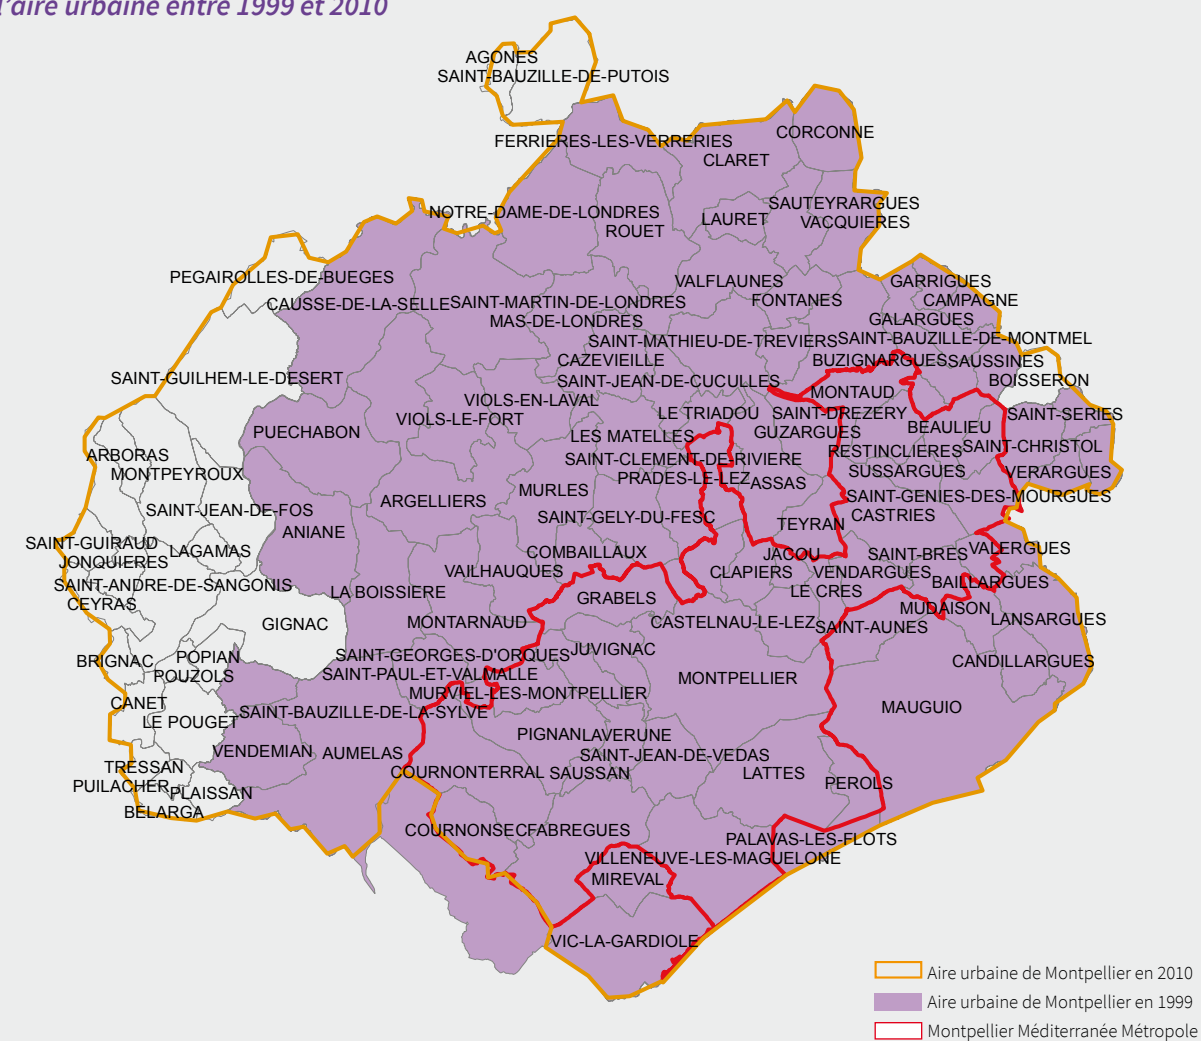 l'aire urbaine entre 1999 et 2010
AGONES
SAINT-BAUZILLE-DE-PUTOIS
CORCONNE
FERRIERES-LES-VERRERIES
CLARET
SAUTEYRARGUES
NOTRE-DAME-DE-LONDRES
LAURET
VACQUIERES
ROUET
PEGAIROLLES-DE-BUEGES
VALFLAUNES
GARRIGUES
CAUSSE-DE-LA-SELLE
SAINT-MARTIN-DE-LONDRES
FONTANES
CAMPAGNE
MAS-DE-LONDRES
GALARGUES
SAINT-MATHIEU-DE-TREVIERS
SAINT-BAUZILLE-DE-MONTMEL
CAZEVIEILLE
BUZIGNARGUES
SAUSSINES
SAINT-GUILHEM-LE-DESERT
SAINT-JEAN-DE-CUCULLES
BOISSERON
MONTAUD
VIOLS-EN-LAVAL
VIOLS-LE-FORT
LE TRIADOU
SAINT-DREZERY
SAINT-SERIES
PUECHABON
LES MATELLES
GUZARGUES
BEAULIEU
ARBORAS
SAINT-CLEMENT-DE-RIVIERE
RESTINCLIERES
SAINT-CHRISTOL
MONTPEYROUX
PRADES-LE-LEZ
ASSAS
SUSSARGUES
VERARGUES
MURLES
ARGELLIERS
SAINT-GENIES-DES-MOURGUES
SAINT-JEAN-DE-FOS
SAINT-GELY-DU-FESC
CASTRIES
ANIANE
TEYRAN
SAINT-GUIRAUD
LAGAMAS
COMBAILLAUX
JACOU
SAINT-BRES
VALERGUES
JONQUIERES
VAILHAUQUES
CLAPIERS
VENDARGUES
SAINT-ANDRE-DE-SANGONIS
LA BOISSIERE
LE CRES
BAILLARGUES
CEYRAS
GRABELS
MUDAISON
GIGNAC
MONTARNAUD
CASTELNAU-LE-LEZ
SAINT-AUNES
LANSARGUES
BRIGNAC
POPIAN
SAINT-GEORGES-D'ORQUES
JUVIGNAC
CANDILLARGUES
POUZOLS
SAINT-PAUL-ET-VALMALLE
MONTPELLIER
MURVIEL-LES-MONTPELLIER
CANET
LE POUGET
SAINT-BAUZILLE-DE-LA-SYLVE
MAUGUIO
PIGNAN
LAVERUNE
VENDEMIAN
AUMELAS
SAINT-JEAN-DE-VEDAS
TRESSAN
COURNONTERRAL
SAUSSAN
LATTES
PUILACHER
PLAISSAN
PEROLS
BELARGA
COURNONSEC
FABREGUES
PALAVAS-LES-FLOTS
VILLENEUVE-LES-MAGUELONE
MIREVAL
VIC-LA-GARDIOLE
Aire urbaine de Montpellier en 2010
Aire urbaine de Montpellier en 1999
Montpellier Méditerranée Métropole